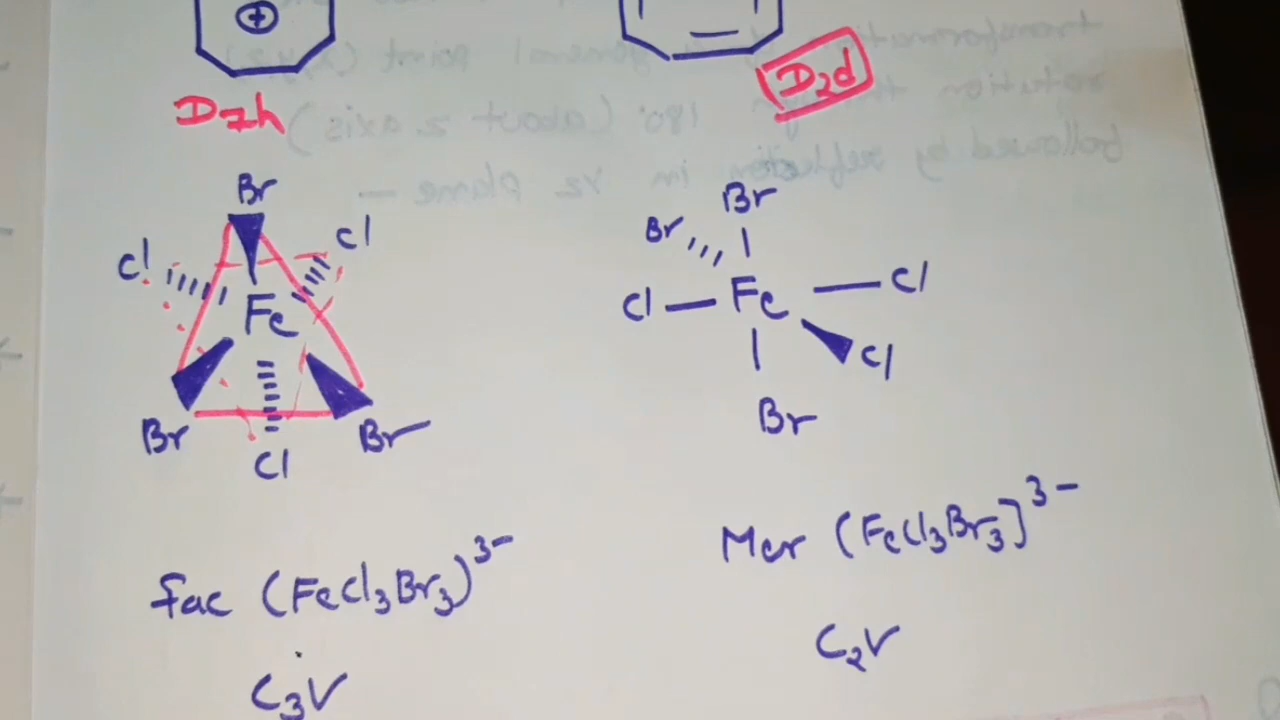 ⊕
D7h
D2d
Br
Cl
Cl
Fe
Br
Br
Cl
Br
Br
Cl
Fe
Cl
Cl
Br
fac (FeCl₃Br₃)³⁻
C₃V
Mer (FeCl₃Br₃]³⁻
C₂V